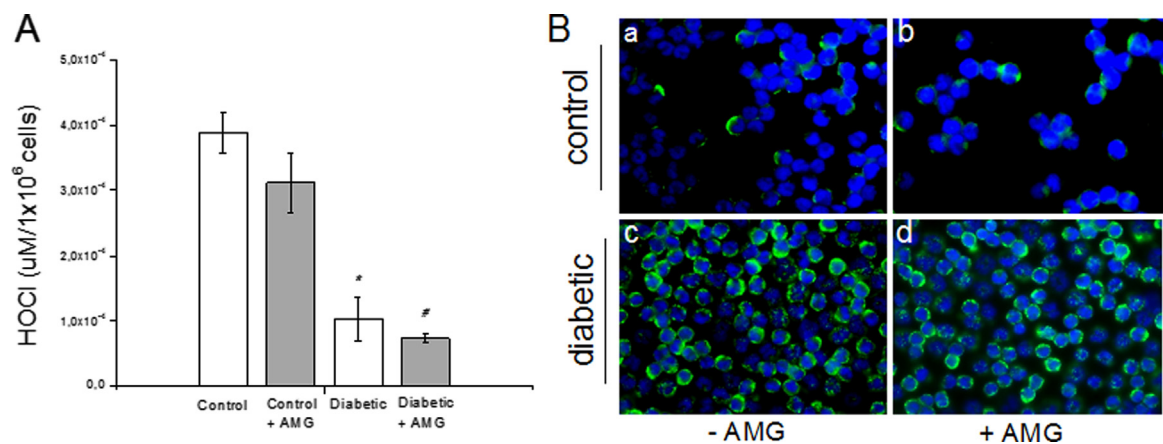 A
HOCl (uM/1x10⁶ cells)
5,0x10⁻⁶
4,0x10⁻⁶
3,0x10⁻⁶
2,0x10⁻⁶
1,0x10⁻⁶
0,0
*
#
Control
Control
+ AMG
Diabetic
Diabetic
+ AMG
B
control
diabetic
a
b
c
d
- AMG
+ AMG